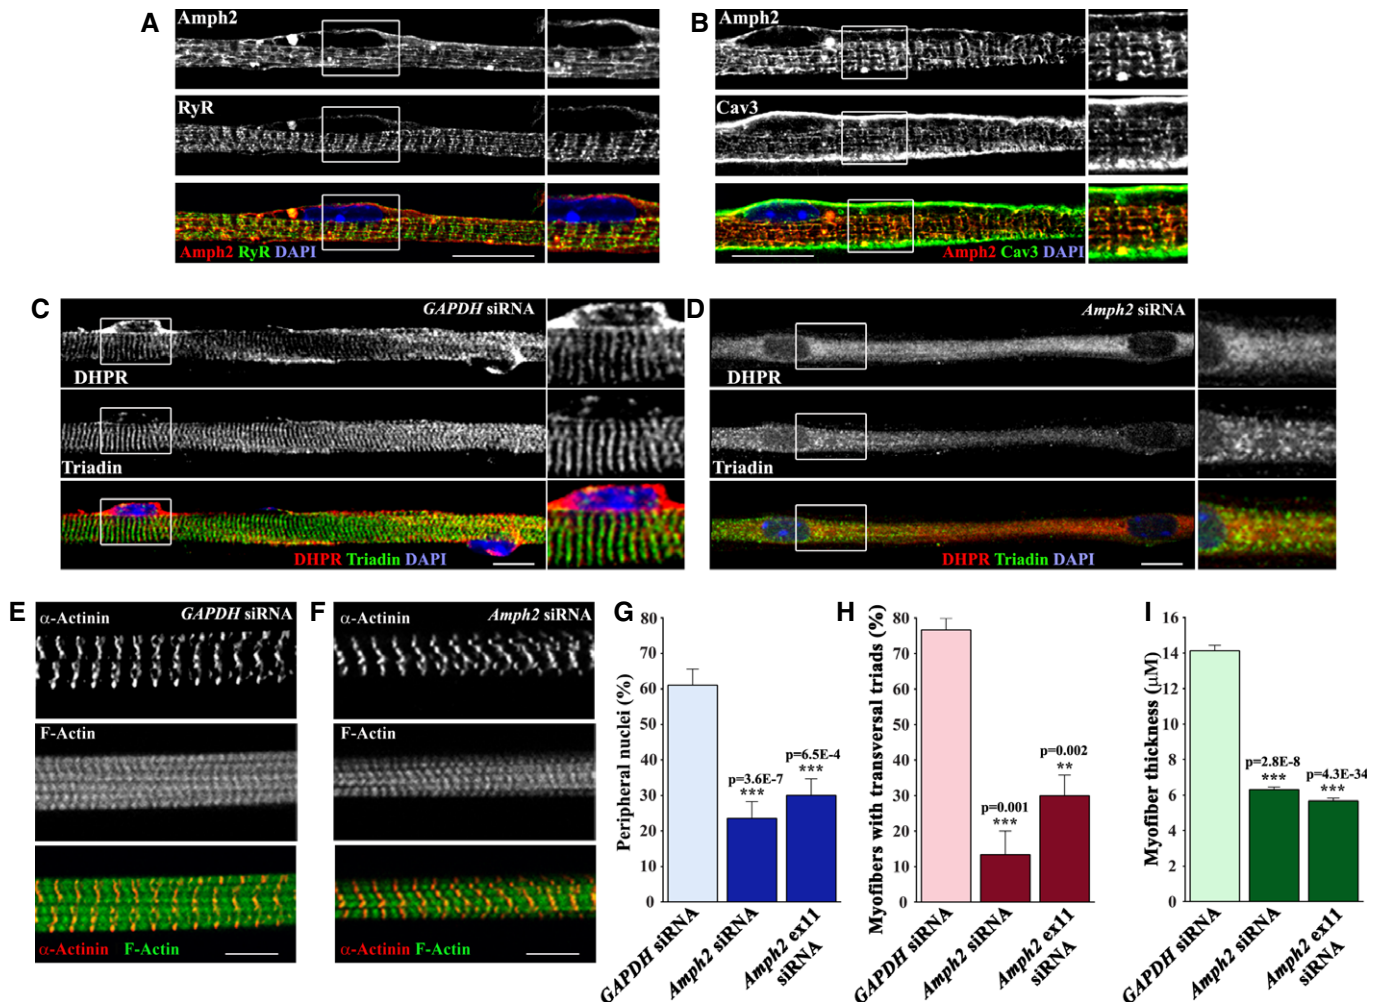 A
Amph2
RyR
Amph2 RyR DAPI
B
Amph2
Cav3
Amph2 Cav3 DAPI
C
GAPDH siRNA
DHPR
Triadin
DHPR Triadin DAPI
D
Amph2 siRNA
DHPR
Triadin
DHPR Triadin DAPI
E
GAPDH siRNA
α-Actinin
F-Actin
α-Actinin F-Actin
F
Amph2 siRNA
α-Actinin
F-Actin
α-Actinin F-Actin
G
Peripheral nuclei (%)
80
70
60
50
40
30
20
10
0
p=3.6E-7
***
p=6.5E-4
***
GAPDH siRNA
Amph2 siRNA
Amph2 ex11
siRNA
H
Myofibers with transversal triads (%)
80
70
60
50
40
30
20
10
0
p=0.001
***
p=0.002
**
GAPDH siRNA
Amph2 siRNA
Amph2 ex11
siRNA
I
Myofiber thickness (μM)
16
14
12
10
8
6
4
2
0
p=2.8E-8
***
p=4.3E-34
***
GAPDH siRNA
Amph2 siRNA
Amph2 ex11
siRNA